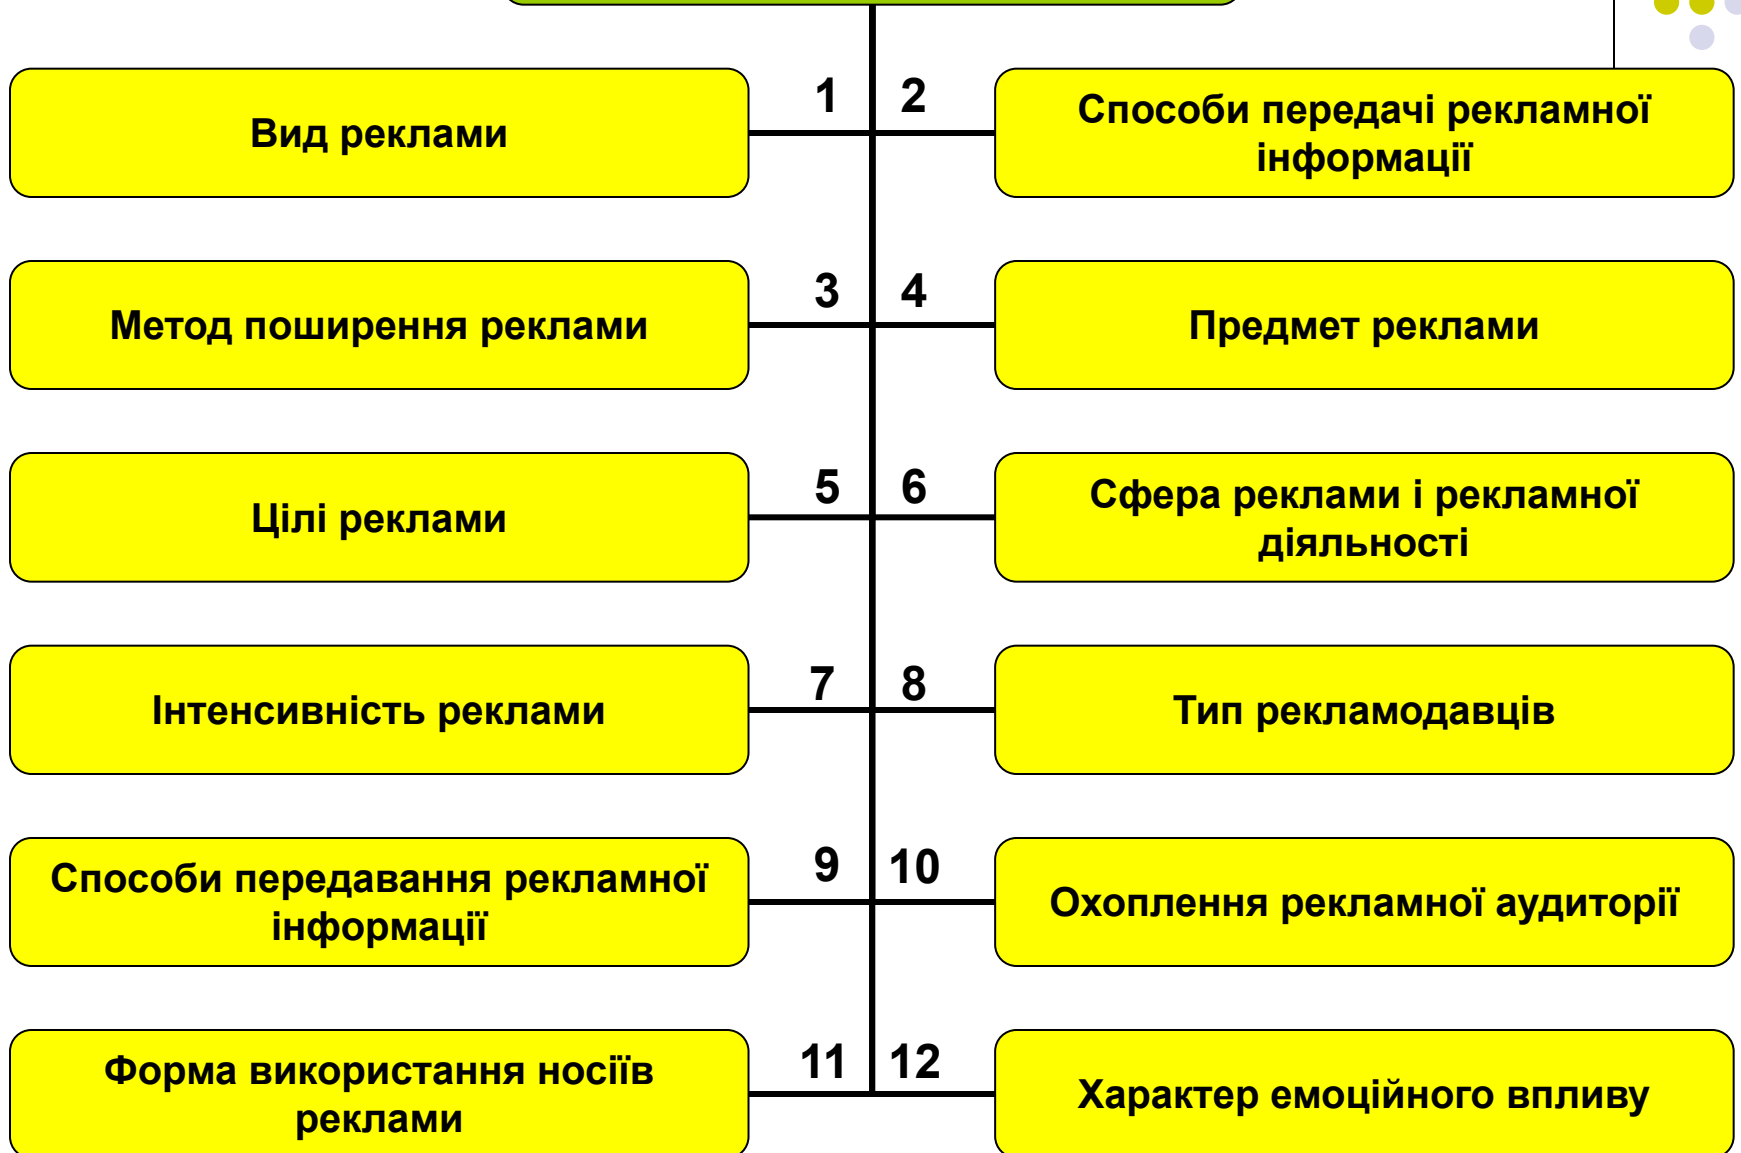 1
2
Вид реклами
Способи передачі рекламної
інформації
3
4
Метод поширення реклами
Предмет реклами
5
6
Цілі реклами
Сфера реклами і рекламної
діяльності
7
8
Інтенсивність реклами
Тип рекламодавців
9
10
Способи передавання рекламної
інформації
Охоплення рекламної аудиторії
11
12
Форма використання носіїв
реклами
Характер емоційного впливу